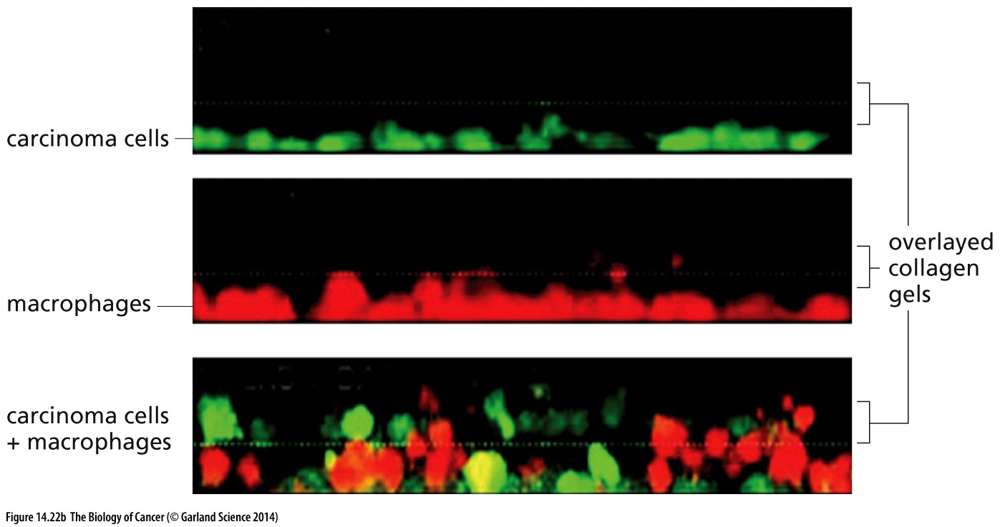 carcinoma cells
macrophages
overlayed
collagen
gels
carcinoma cells
+ macrophages
Figure 14.22b The Biology of Cancer (© Garland Science 2014)